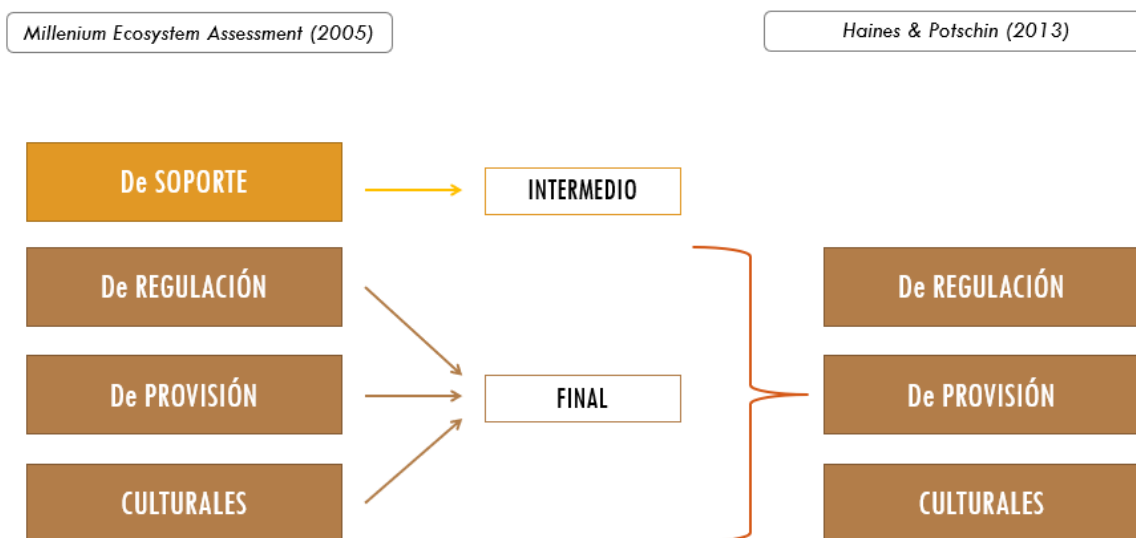 Millenium Ecosystem Assessment (2005)
Haines & Potschin (2013)
De SOPORTE
INTERMEDIO
De REGULACIÓN
De REGULACIÓN
De PROVISIÓN
FINAL
De PROVISIÓN
CULTURALES
CULTURALES